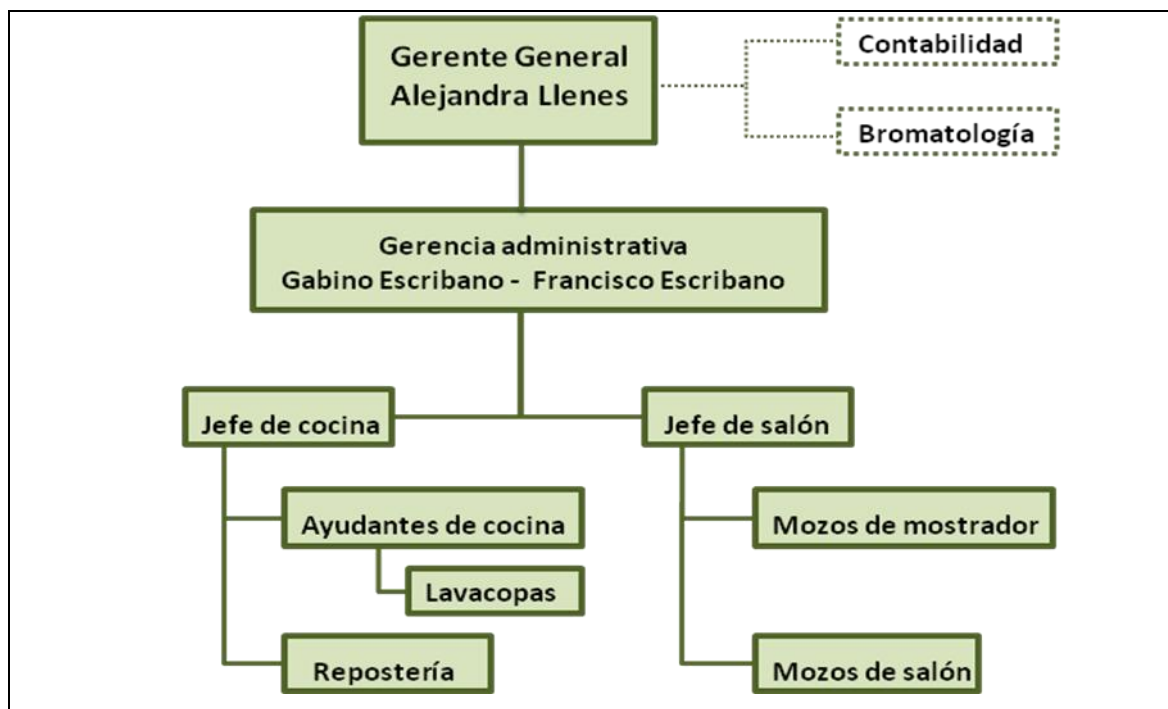 Gerente General
Alejandra Llenes
Contabilidad
Bromatología
Gerencia administrativa
Gabino Escribano - Francisco Escribano
Jefe de cocina
Jefe de salón
Ayudantes de cocina
Mozos de mostrador
Lavacopas
Repostería
Mozos de salón